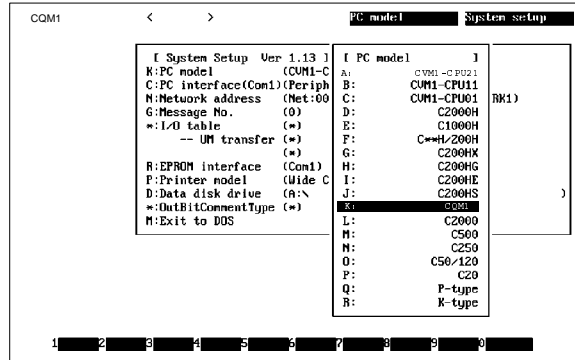 CQM1 < > PC model System setup
[ System Setup Ver 1.13 ]
K:PC model (CVM1-C
C:PC interface(Com1)(Periph
N:Network address (Net:00 RK1)
G:Message No. (0)
*:I/O table (*)
-- UM transfer (*)
(*)
R:EPROM interface (Com1)
P:Printer model (Wide C
D:Data disk drive (A:\ )
*:OutBitCommentType (*)
M:Exit to DOS
[ PC model ]
A: CVM1-CPU21
B: CVM1-CPU11
C: CVM1-CPU01
D: C2000H
E: C1000H
F: C**H/200H
G: C200HX
H: C200HG
I: C200HE
J: C200HS
K: CQM1
L: C2000
M: C500
N: C250
O: C50/120
P: C20
Q: P-type
R: K-type
1 2 3 4 5 6 7 8 9 0